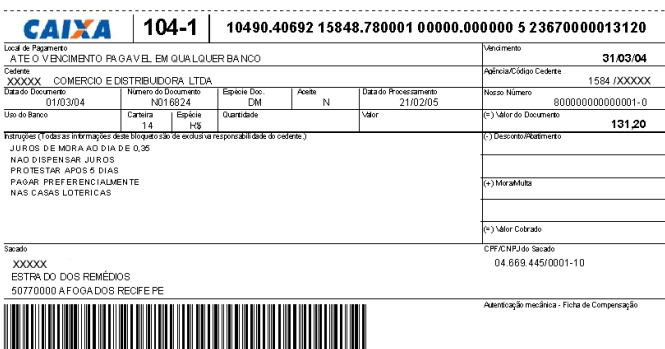 CAIXA 104-1 10490.40692 15848.780001 00000.000000 5 23670000013120
Local de Pagamento
ATE O VENCIMENTO PAGAVEL EM QUALQUER BANCO
Vencimento
31/03/04
Cedente
XXXXX COMERCIO E DISTRIBUIDORA LTDA
Agência/Código Cedente
1584 /XXXXX
Data do Documento Número do Documento Espécie Doc. Aceite Data do Processamento Nosso Número
01/03/04 N016824 DM N 21/02/05 800000000000001-0
Uso do Banco Carteira Espécie Quantidade Valor (=) Valor do Documento
14 R$ 131,20
Instruções (Todas as informações deste bloqueto são de exclusiva responsabilidade do cedente.)
(-) Desconto/Abatimento
JUROS DE MORA AO DIA DE 0,35
NAO DISPENSAR JUROS
PROTESTAR APOS 5 DIAS
PAGAR PREFERENCIALMENTE
NAS CASAS LOTERICAS
(+) Mora/Multa
(=) Valor Cobrado
Sacado
CPF/CNPJ do Sacado
XXXXX
04.669.445/0001-10
ESTRADO DOS REMÉDIOS
50770000 AFOGADOS RECIFE PE
Autenticação mecânica - Ficha de Compensação